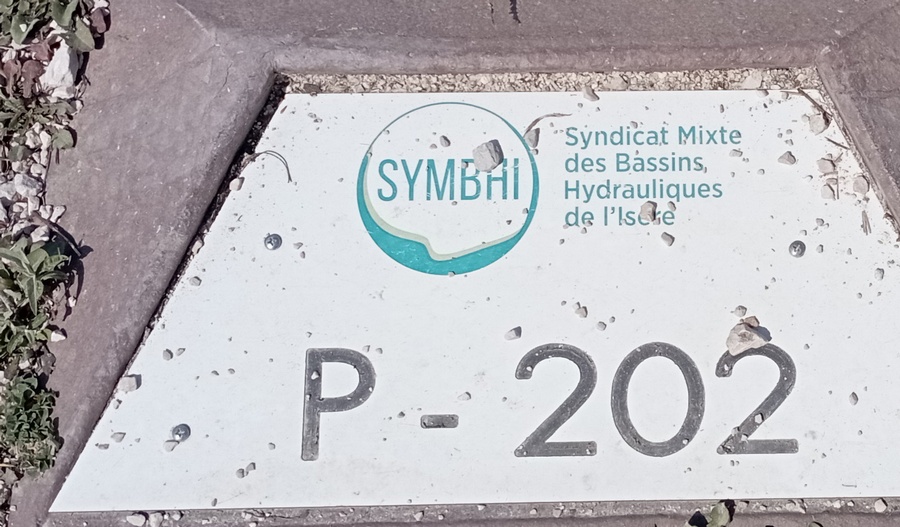 SYMBHI
Syndicat Mixte
des Bassins
Hydrauliques
de l'Isère
P - 202